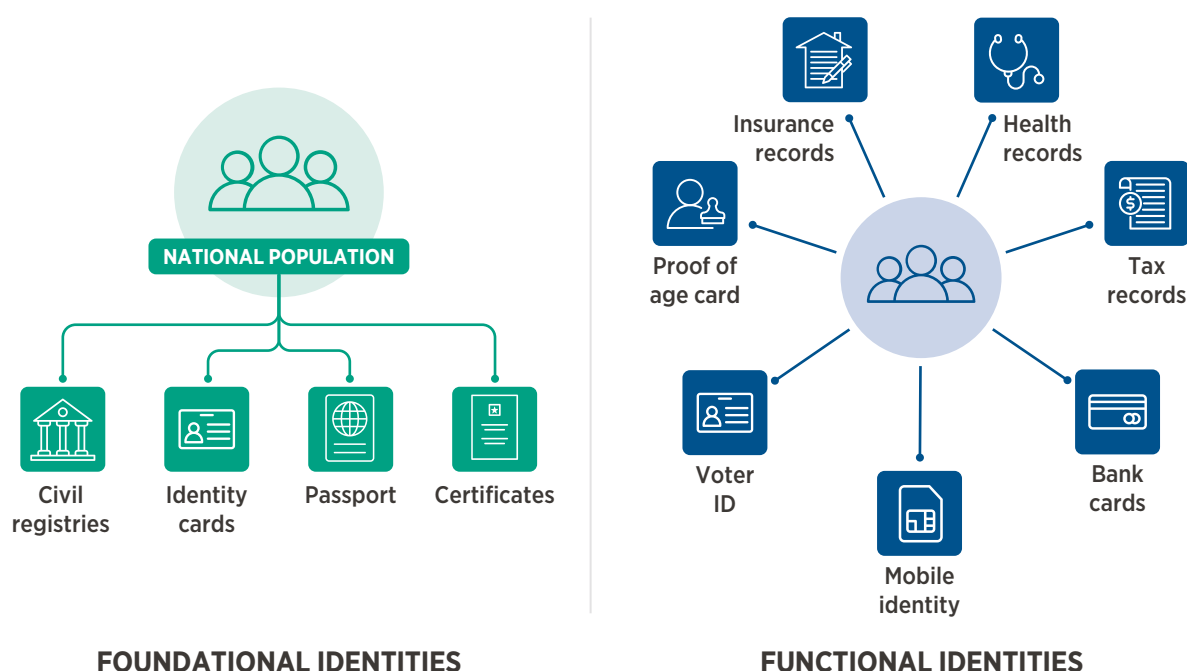 NATIONAL POPULATION
Civil
registries
Identity
cards
Passport
Certificates
FOUNDATIONAL IDENTITIES
Insurance
records
Health
records
Proof of
age card
$
Tax
records
Voter
ID
Bank
cards
Mobile
identity
FUNCTIONAL IDENTITIES